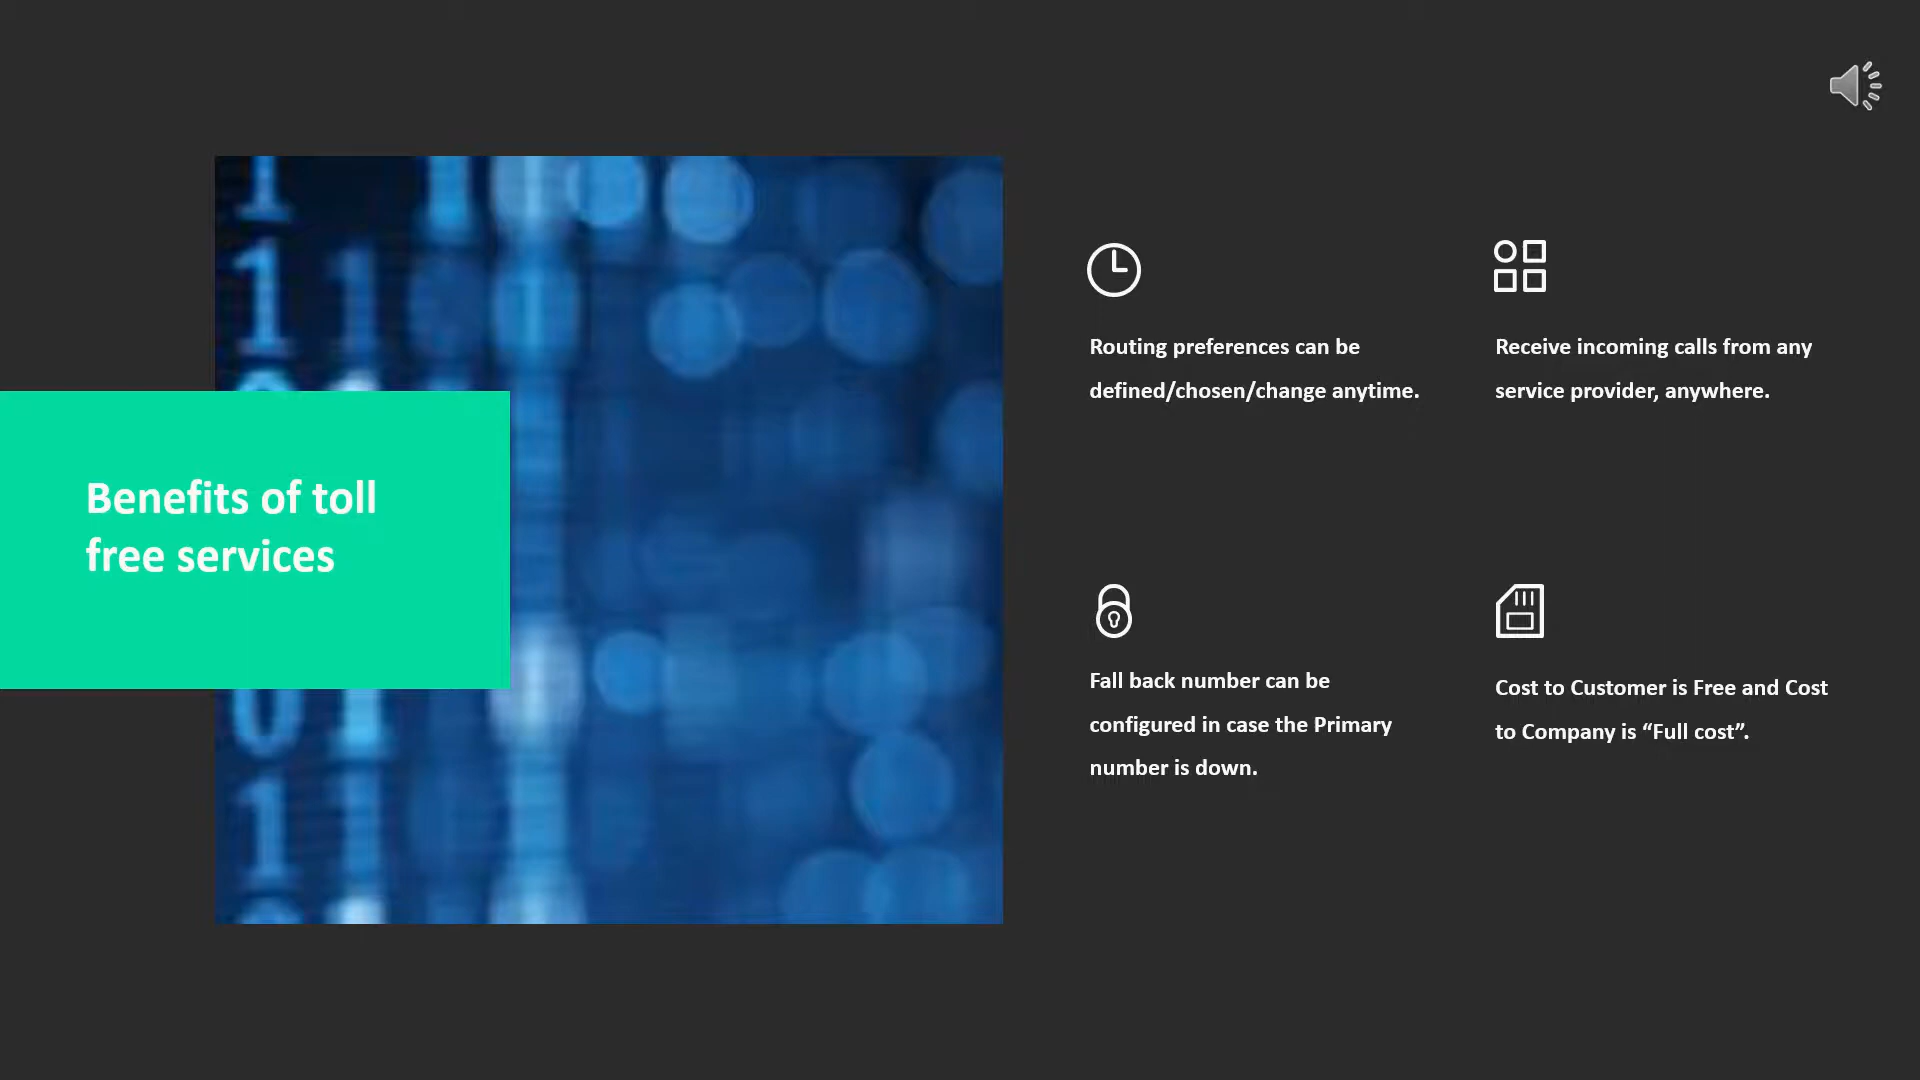 Benefits of toll
free services
Routing preferences can be
defined/chosen/change anytime.
Receive incoming calls from any
service provider, anywhere.
Fall back number can be
configured in case the Primary
number is down.
Cost to Customer is Free and Cost
to Company is “Full cost”.